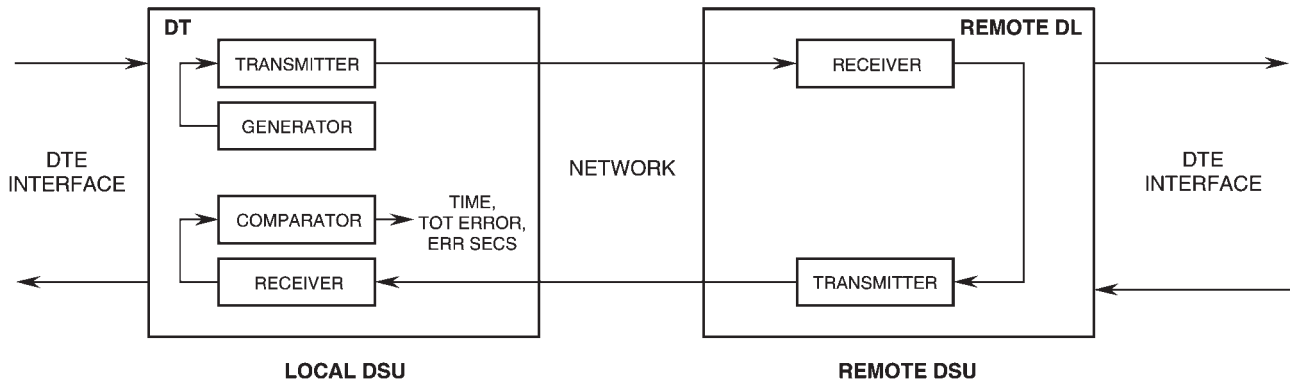 DT
TRANSMITTER
GENERATOR
COMPARATOR
RECEIVER
TIME,
TOT ERROR,
ERR SECS
DTE
INTERFACE
NETWORK
REMOTE DL
RECEIVER
TRANSMITTER
DTE
INTERFACE
LOCAL DSU
REMOTE DSU